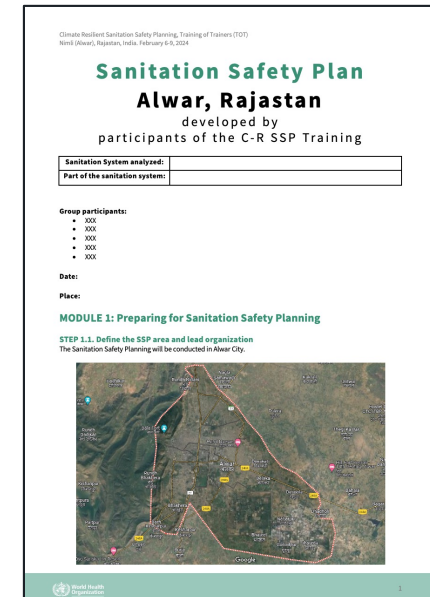 Climate Resilient Sanitation Safety Planning, Training of Trainers (TOT)
Nimli (Alwar), Rajastan, India. February 6-9, 2024
Sanitation Safety Plan
Alwar, Rajastan
developed by
participants of the C-R SSP Training
Sanitation System analyzed:
Part of the sanitation system:
Group participants:
• XXX
• XXX
• XXX
• XXX
• XXX
Date:
Place:
MODULE 1: Preparing for Sanitation Safety Planning
STEP 1.1. Define the SSP area and lead organization
The Sanitation Safety Planning will be conducted in Alwar City.
Alwar
Google
World Health
Organization
1